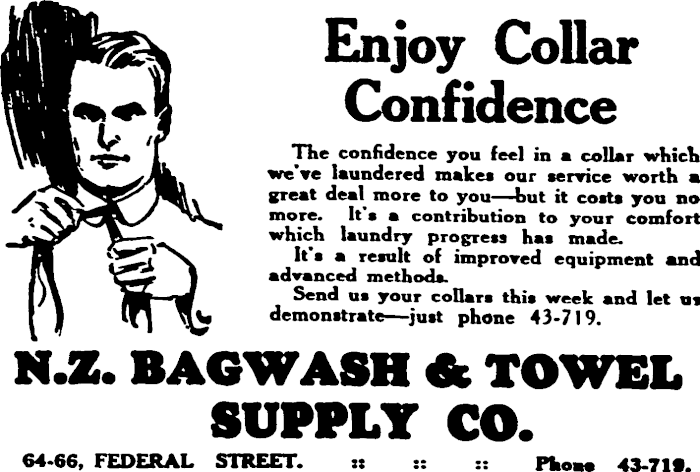 Enjoy Collar
Confidence
The confidence you feel in a collar which
we've laundered makes our service worth a
great deal more to you—but it costs you no
more. It's a contribution to your comfort
which laundry progress has made.
It's a result of improved equipment and
advanced methods.
Send us your collars this week and let us
demonstrate—just phone 43-719.
N.Z. BAGWASH & TOWEL
SUPPLY CO.
64-66, FEDERAL STREET. :: :: :: Phone 43-719.